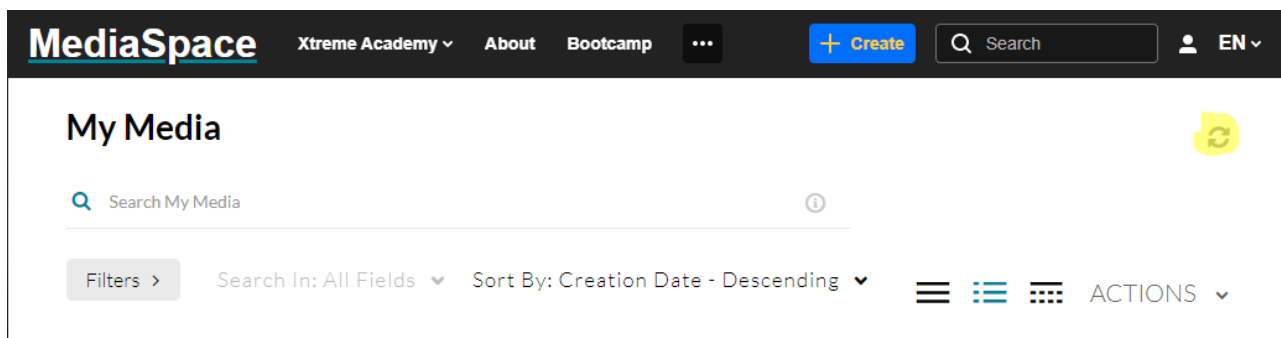 MediaSpace Xtreme Academy About Bootcamp ... + Create Search EN
My Media
Search My Media
Filters > Search In: All Fields Sort By: Creation Date - Descending ACTIONS